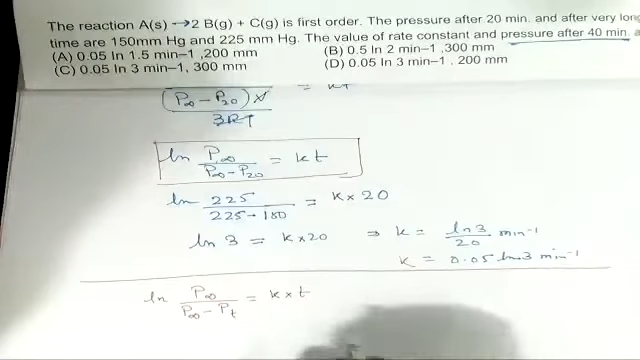 The reaction A(s) → 2 B(g) + C(g) is first order. The pressure after 20 min. and after very long
time are 150mm Hg and 225 mm Hg. The value of rate constant and pressure after 40 min. a
(A) 0.05 ln 1.5 min–1 ,200 mm (B) 0.5 ln 2 min–1 ,300 mm
(C) 0.05 ln 3 min–1, 300 mm (D) 0.05 ln 3 min–1 . 200 mm
(P∞ – P20) V / 3RT = kt
ln P∞ / P∞ – P20 = kt
ln 225 / 225 – 150 = k × 20
ln 3 = k × 20 ⇒ k = ln 3 / 20 min⁻¹
k = 0.05 ln 3 min⁻¹
ln P∞ / P∞ – Pt = k × t